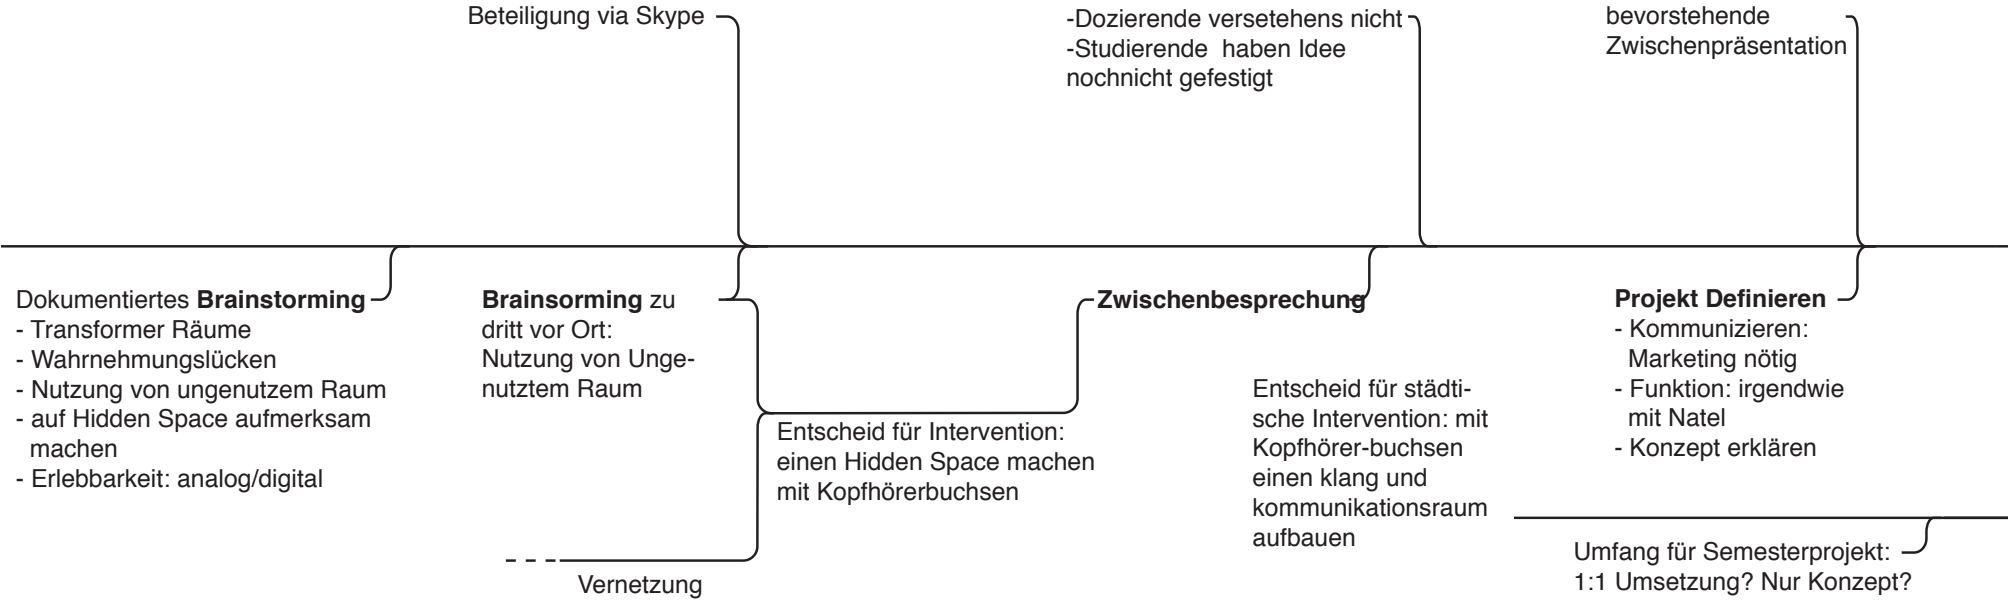 Beteiligung via Skype
-Dozierende versetehens nicht
-Studierende  haben Idee
nochnicht gefestigt
bevorstehende
Zwischenpräsentation
Dokumentiertes Brainstorming
- Transformer Räume
- Wahrnehmungslücken
- Nutzung von ungenutzem Raum
- auf Hidden Space aufmerksam
machen
- Erlebbarkeit: analog/digital
Brainsorming zu
dritt vor Ort:
Nutzung von Unge-
nutztem Raum
Entscheid für Intervention:
einen Hidden Space machen
mit Kopfhörerbuchsen
Vernetzung
Zwischenbesprechung
Entscheid für städti-
sche Intervention: mit
Kopfhörer-buchsen
einen klang und
kommunikationsraum
aufbauen
Projekt Definieren
- Kommunizieren:
Marketing nötig
- Funktion: irgendwie
mit Natel
- Konzept erklären
Umfang für Semesterprojekt:
1:1 Umsetzung? Nur Konzept?